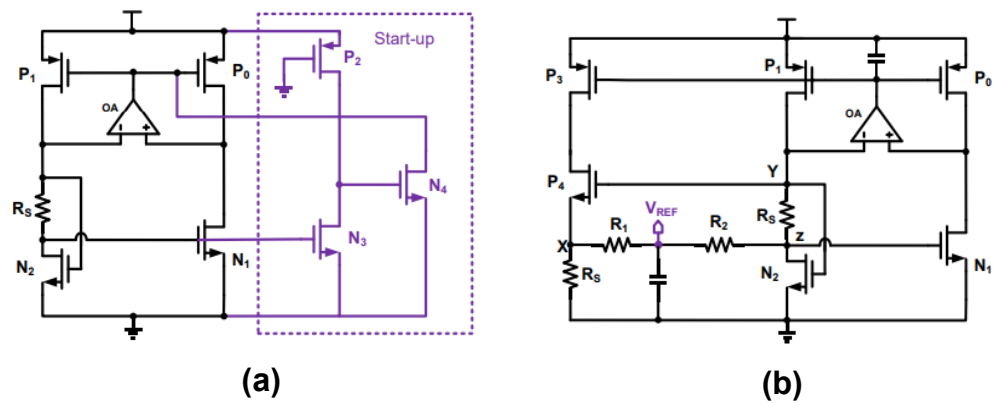 Start-up
P1
P0
P2
OA
- +
RS
N4
N2
N1
N3
(a)
P3
P1
P0
OA
- +
Y
P4
VREF
RS
X
R1
R2
Z
RS
N2
N1
(b)